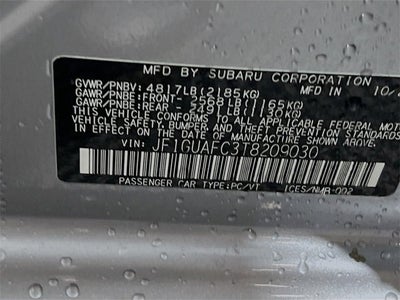 MFD BY SUBARU CORPORATION IN 10/2
GVWR/PNBV: 4817LB(2185KG)
GAWR/PNBE:FRONT- 2568LB(1165KG)
GAWR/PNBE:REAR - 2491LB(1130KG)
THIS VEHICLE CONFORMS TO ALL APPLICABLE FEDERAL MOTOR
VEHICLE SAFETY, BUMPER, AND THEFT PREVENTION STANDARDS
IN EFFECT ON THE DATE OF MANUFACTURE SHOWN ABOVE.
VIN: JF1GUAFC3T8209030
PASSENGER CAR TYPE:PC/VT ICES/NMB-002